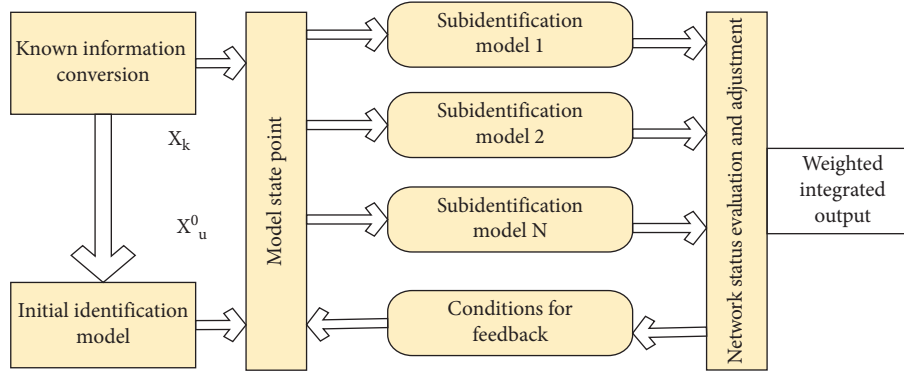 Known information
conversion
X_k
X^0_u
Initial identification
model
Model state point
Subidentification
model 1
Subidentification
model 2
Subidentification
model N
Conditions for
feedback
Network status evaluation and adjustment
Weighted
integrated
output